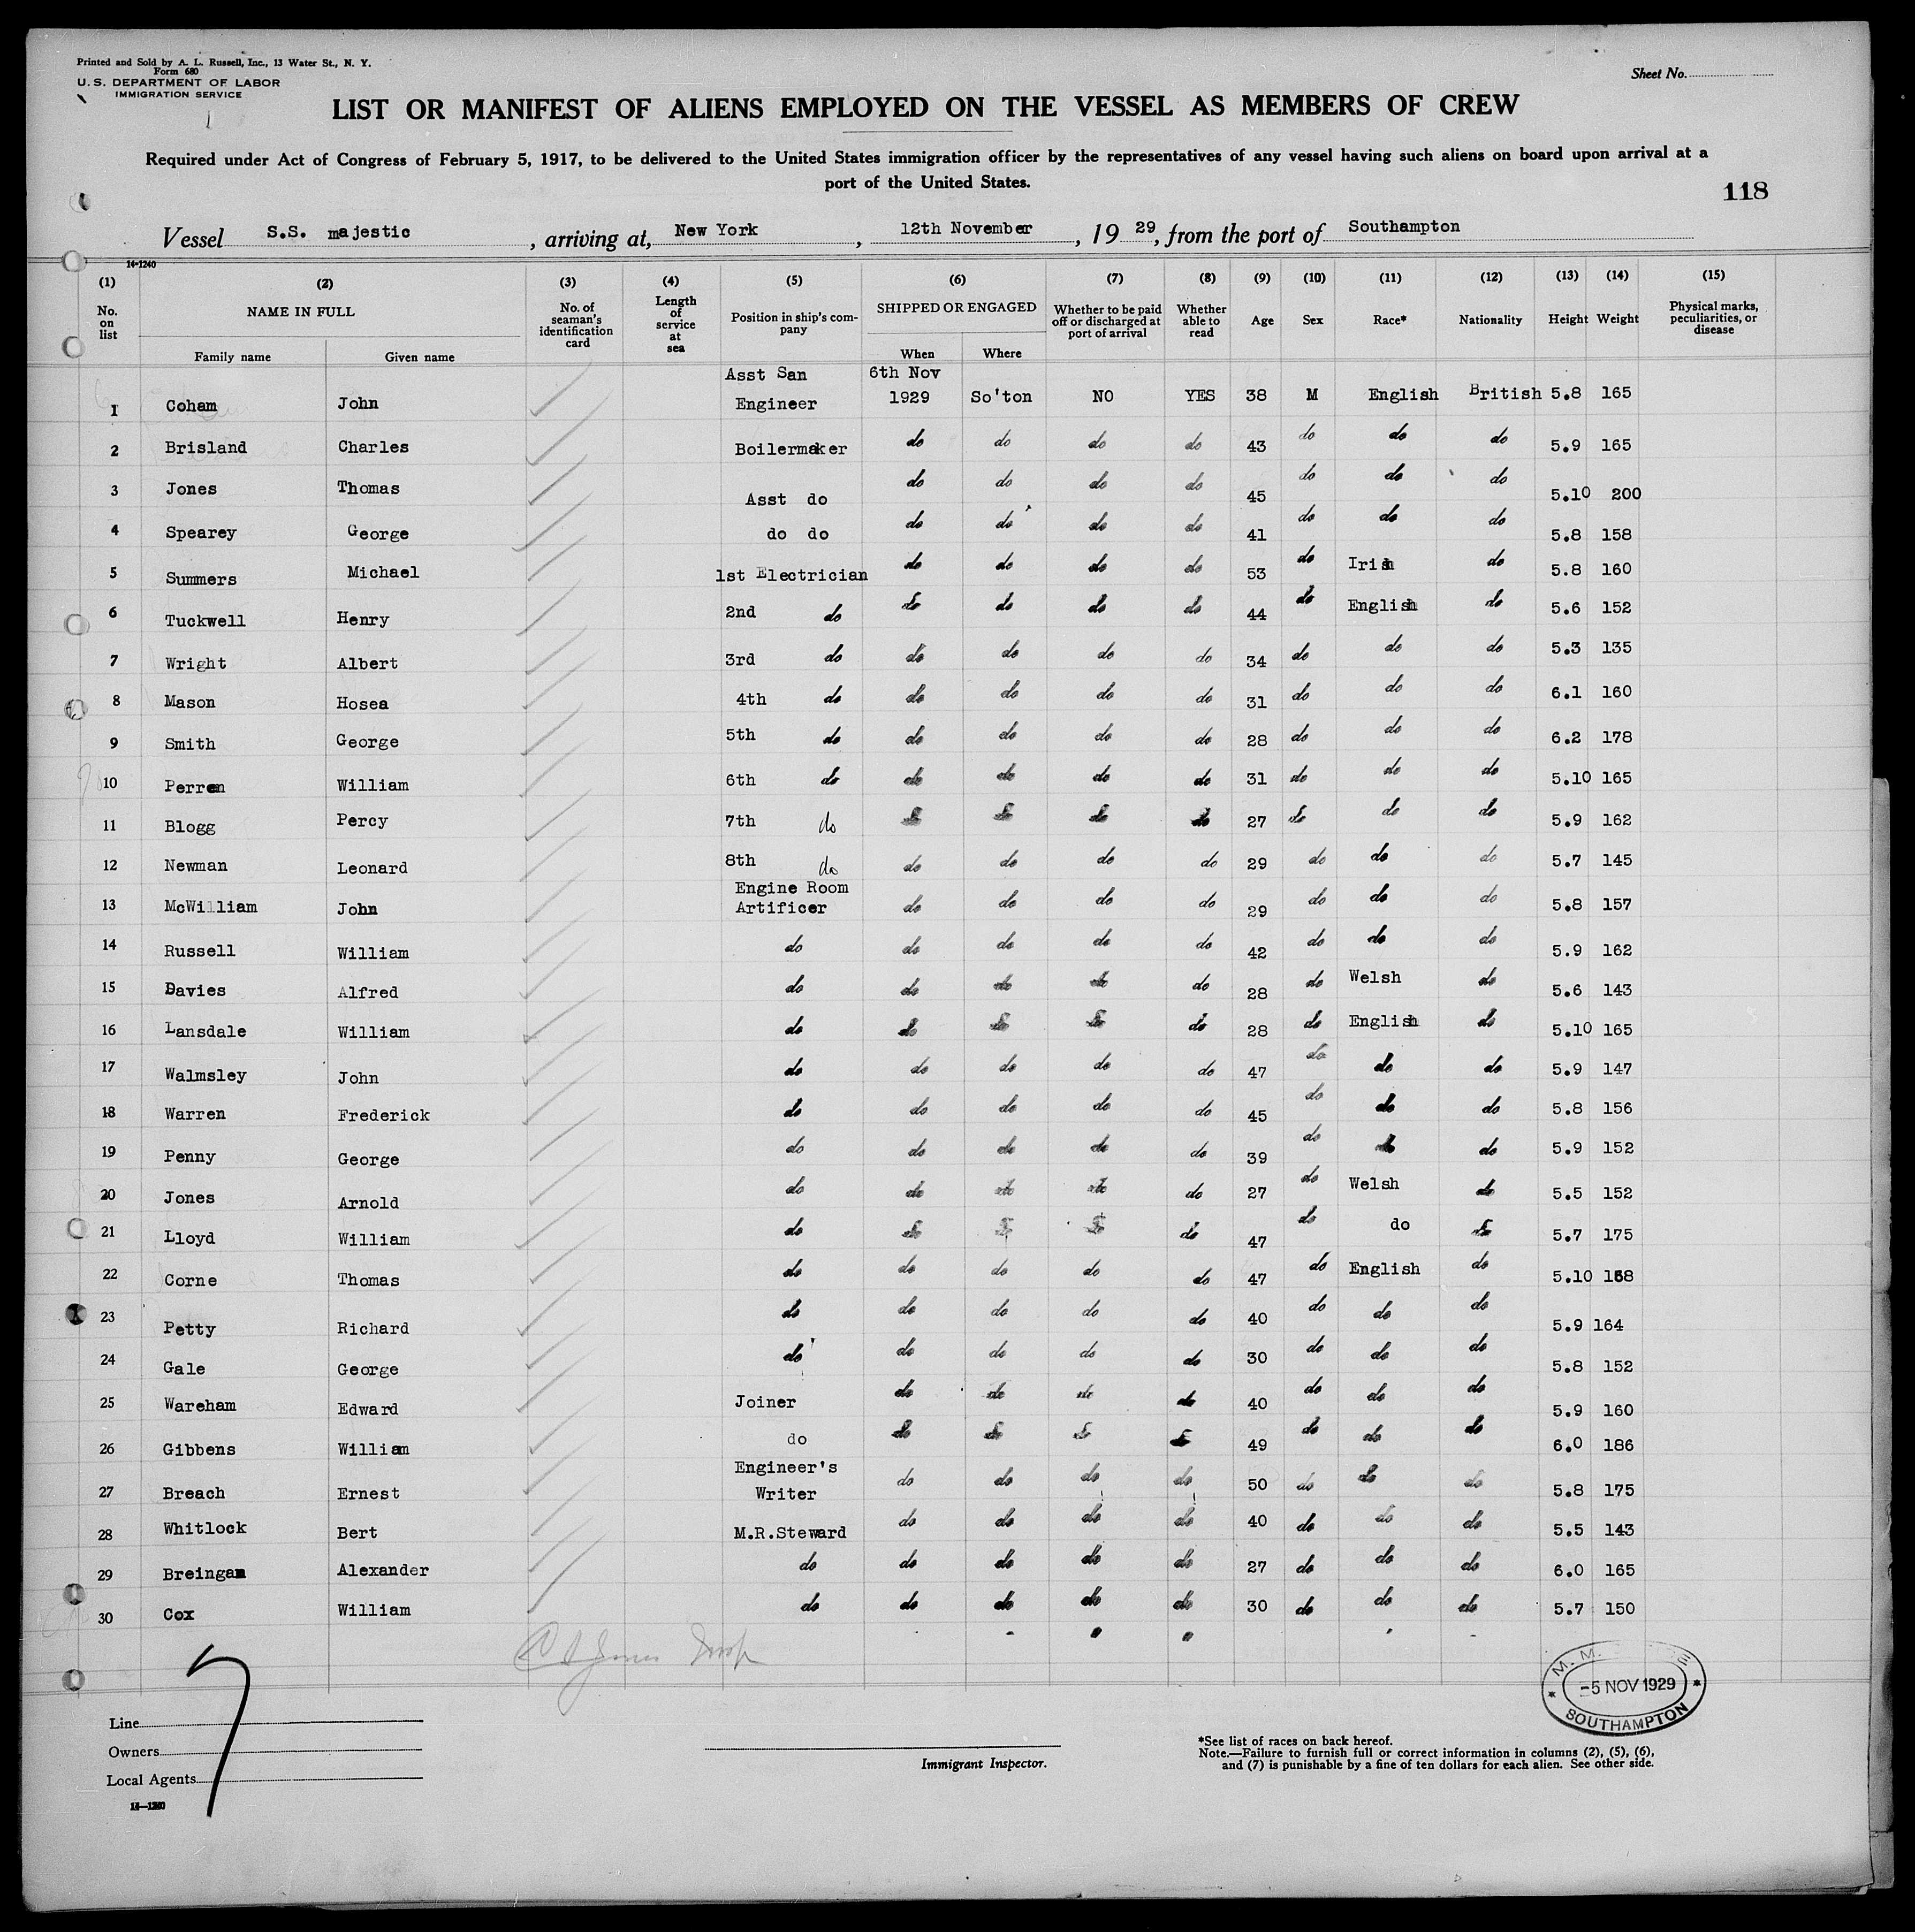 Printed and Sold by A. L. Russell, Inc., 13 Water St., N. Y.
Form 680
U. S. DEPARTMENT OF LABOR
IMMIGRATION SERVICE
Sheet No.
LIST OR MANIFEST OF ALIENS EMPLOYED ON THE VESSEL AS MEMBERS OF CREW
Required under Act of Congress of February 5, 1917, to be delivered to the United States immigration officer by the representatives of any vessel having such aliens on board upon arrival at a
port of the United States.
118
Vessel S.S. majestic, arriving at, New York, 12th November, 19 29, from the port of Southampton
14-1240
(1) (2) (3) (4) (5) (6) (7) (8) (9) (10) (11) (12) (13) (14) (15)
No. on list NAME IN FULL No. of seaman's identification card Length of service at sea Position in ship's company SHIPPED OR ENGAGED Whether to be paid off or discharged at port of arrival Whether able to read Age Sex Race* Nationality Height Weight Physical marks, peculiarities, or disease
Family name Given name When Where
Asst San 6th Nov
1 Coham John Engineer 1929 So'ton NO YES 38 M English British 5.8 165
2 Brisland Charles Boilermaker do do do do 43 do do do 5.9 165
3 Jones Thomas Asst do do do do do 45 do do do 5.10 200
4 Spearey George do do do do do do 41 do do do 5.8 158
5 Summers Michael 1st Electrician do do do do 53 do Irish do 5.8 160
6 Tuckwell Henry 2nd do do do do do 44 do English do 5.6 152
7 Wright Albert 3rd do do do do do 34 do do do 5.3 135
8 Mason Hosea 4th do do do do do 31 do do do 6.1 160
9 Smith George 5th do do do do do 28 do do do 6.2 178
10 Perren William 6th do do do do do 31 do do do 5.10 165
11 Blogg Percy 7th do do do do do 27 do do do 5.9 162
12 Newman Leonard 8th do do do do do 29 do do do 5.7 145
Engine Room
13 McWilliam John Artificer do do do do 29 do do do 5.8 157
14 Russell William do do do do do 42 do do do 5.9 162
15 Davies Alfred do do do do do 28 do Welsh do 5.6 143
16 Lansdale William do do do do do 28 do English do 5.10 165
17 Walmsley John do do do do do 47 do do do 5.9 147
18 Warren Frederick do do do do do 45 do do do 5.8 156
19 Penny George do do do do do 39 do do do 5.9 152
20 Jones Arnold do do do do do 27 do Welsh do 5.5 152
21 Lloyd William do do do do do 47 do do do 5.7 175
22 Corne Thomas do do do do do 47 do English do 5.10
23 Petty Richard do do do do do 40 do do do 5.9 164
24 Gale George do do do do do 30 do do do 5.8 152
25 Wareham Edward Joiner do do do do 40 do do do 5.9 160
26 Gibbens William do do do do do 49 do do do 6.0 186
Engineer's
27 Breach Ernest Writer do do do do 50 do do do 5.8 175
28 Whitlock Bert M.R.Steward do do do do 40 do do do 5.5 143
29 Breingan Alexander do do do do do 27 do do do 6.0 165
30 Cox William do do do do do 30 do do do 5.7 150
-5 NOV 1929
SOUTHAMPTON
Line
Owners
Local Agents
14-1240
Immigrant Inspector.
*See list of races on back hereof.
Note.—Failure to furnish full or correct information in columns (2), (5), (6),
and (7) is punishable by a fine of ten dollars for each alien. See other side.